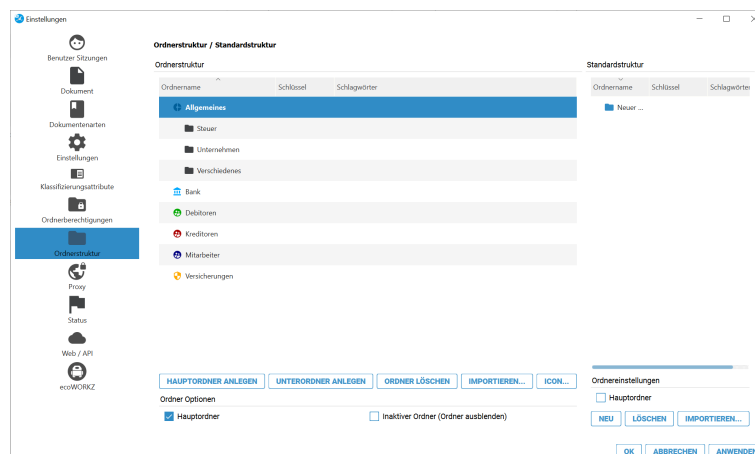 Einstellungen
Benutzer Sitzungen
Dokument
Dokumentenarten
Einstellungen
Klassifizierungsattribute
Ordnerberechtigungen
Ordnerstruktur
Proxy
Status
Web / API
ecoWORKZ
Ordnerstruktur / Standardstruktur
Ordnerstruktur
Ordnername Schlüssel Schlagwörter
Allgemeines
Steuer
Unternehmen
Verschiedenes
Bank
Debitoren
Kreditoren
Mitarbeiter
Versicherungen
HAUPTORDNER ANLEGEN UNTERORDNER ANLEGEN ORDNER LÖSCHEN IMPORTIEREN... ICON...
Ordner Optionen
Hauptordner Inaktiver Ordner (Ordner ausblenden)
Standardstruktur
Ordnername Schlüssel Schlagwörter
Neuer ...
Ordnereinstellungen
Hauptordner
NEU LÖSCHEN IMPORTIEREN...
OK ABBRECHEN ANWENDEN